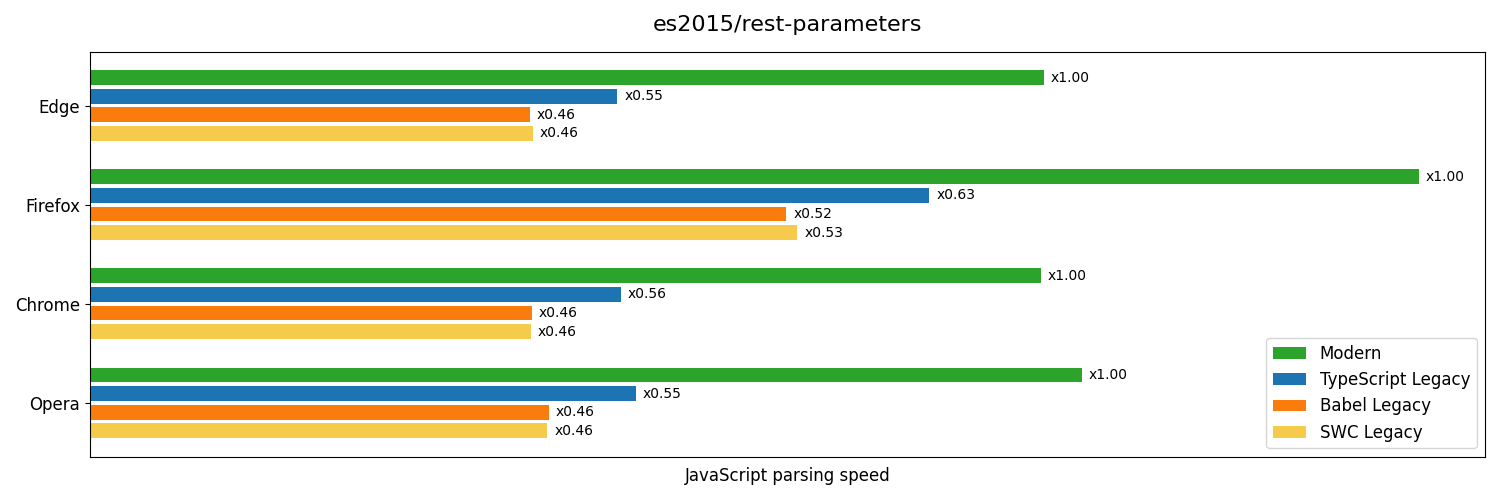 es2015/rest-parameters
Edge
x1.00
x0.55
x0.46
x0.46
Firefox
x1.00
x0.63
x0.52
x0.53
Chrome
x1.00
x0.56
x0.46
x0.46
Opera
x1.00
x0.55
x0.46
x0.46
Modern
TypeScript Legacy
Babel Legacy
SWC Legacy
JavaScript parsing speed